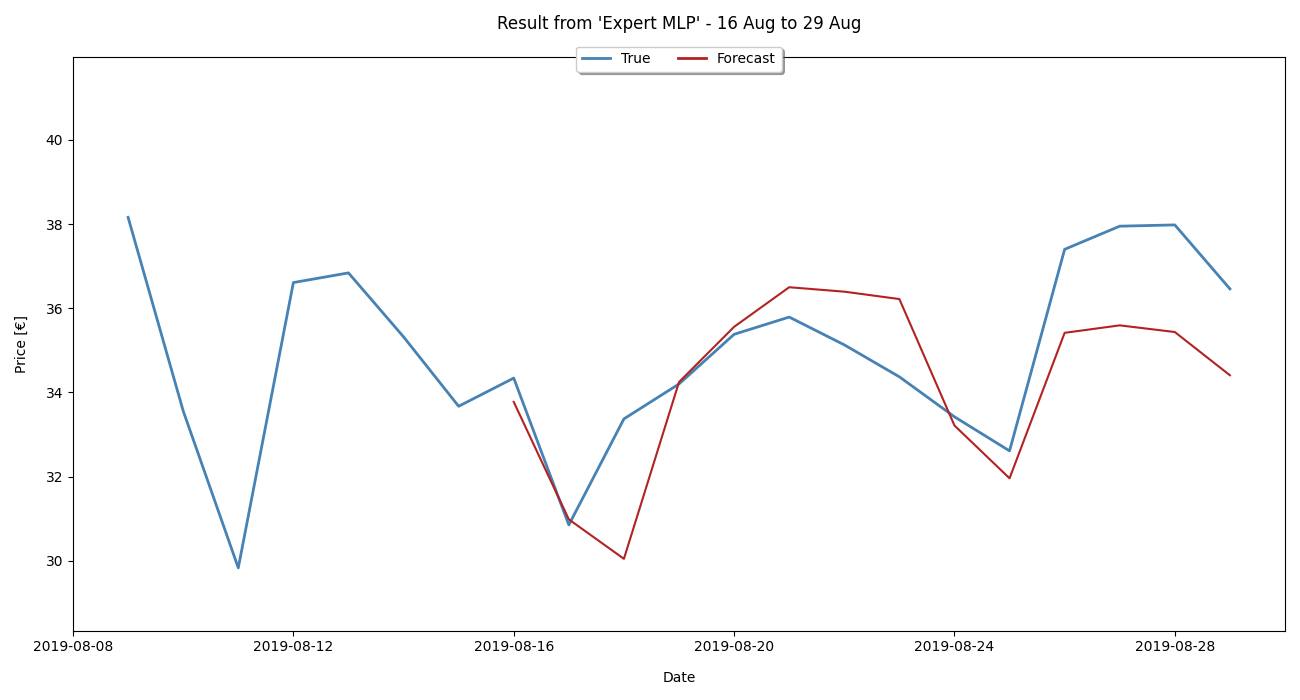 Result from 'Expert MLP' - 16 Aug to 29 Aug
True Forecast
Price [€]
40
38
36
34
32
30
2019-08-08 2019-08-12 2019-08-16 2019-08-20 2019-08-24 2019-08-28
Date